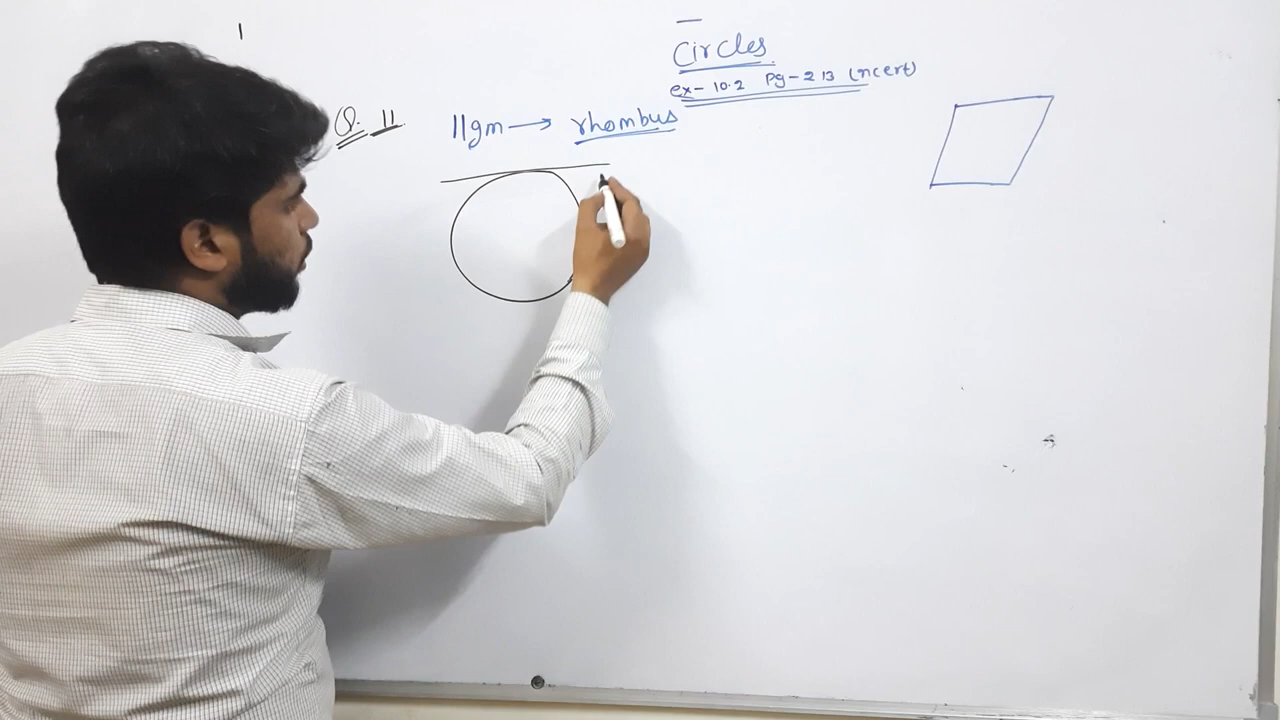 Circles
ex-10.2 Pg-213 (ncert)
Q. 11
||gm → rhombus